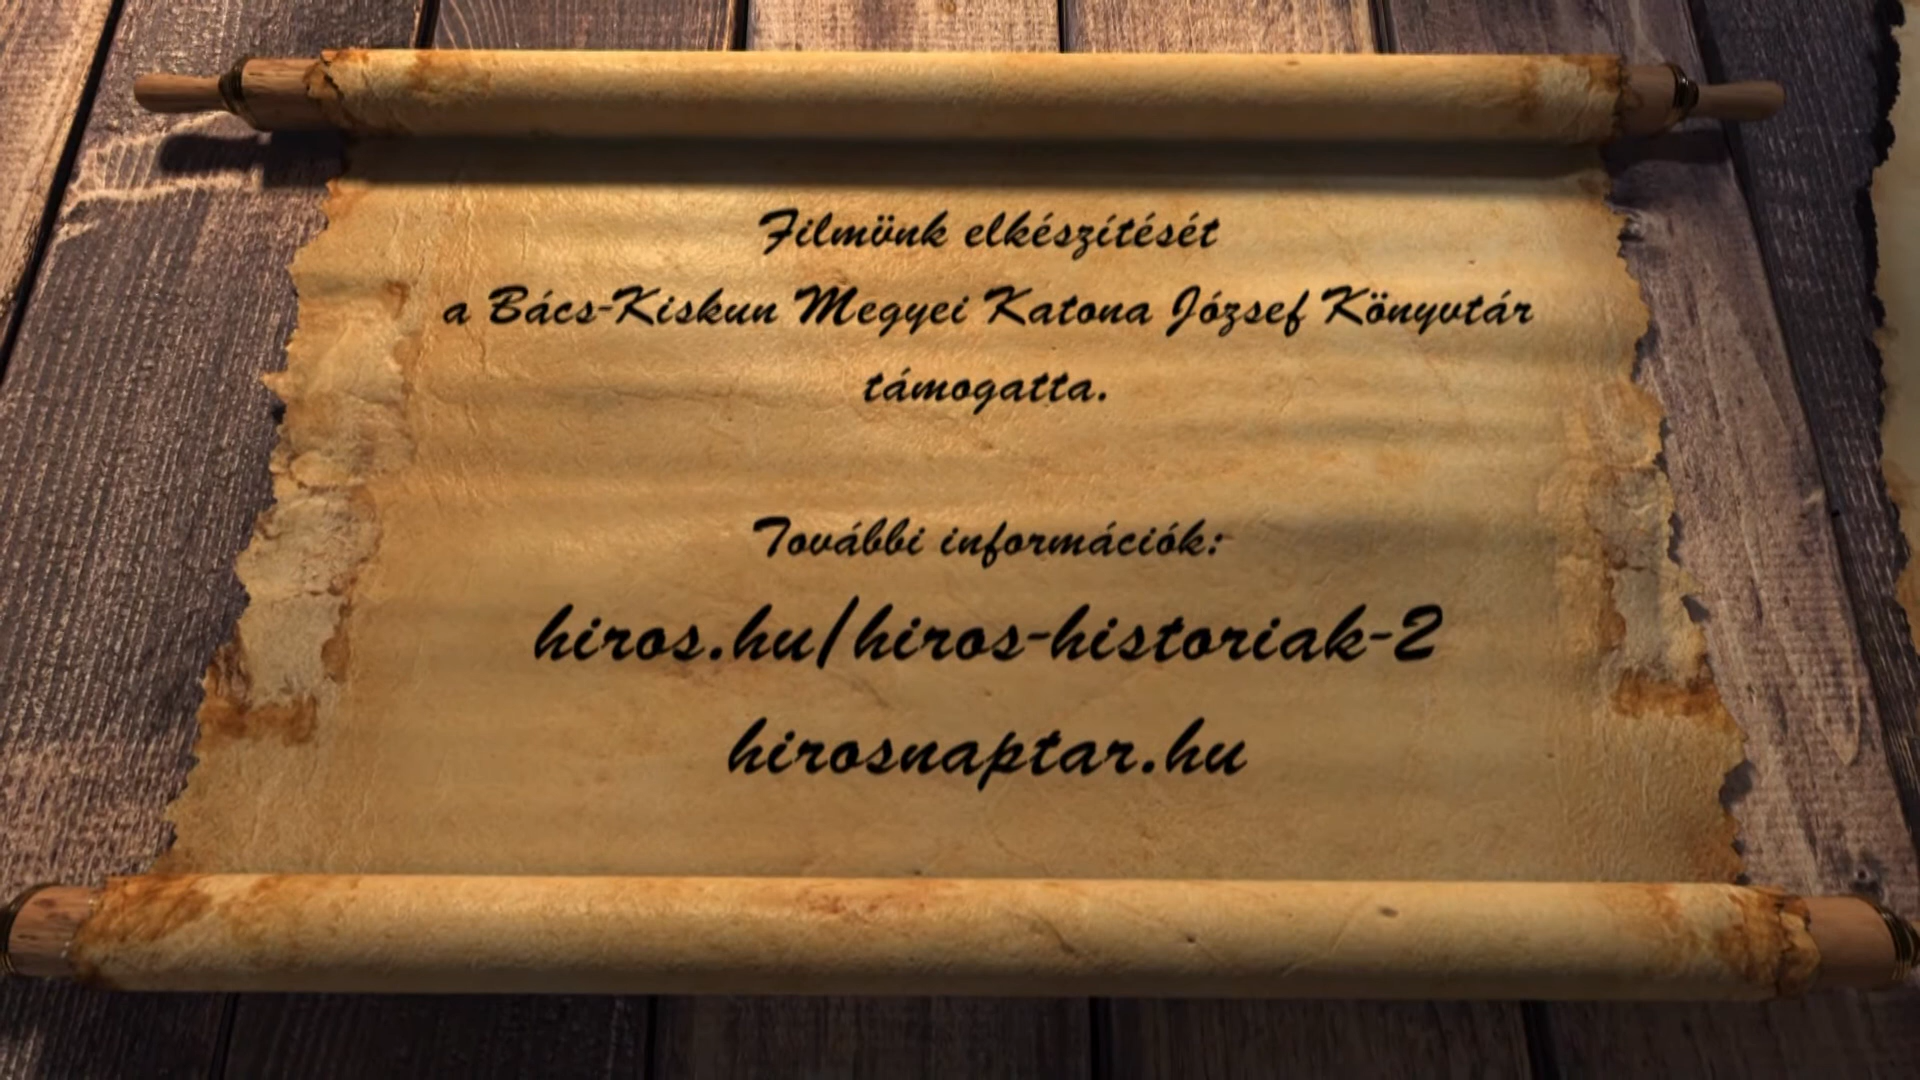 Filmünk elkészítését
a Bács-Kiskun Megyei Katona József Könyvtár
támogatta.
További információk:
hiros.hu/hiros-historiak-2
hirosnaptar.hu